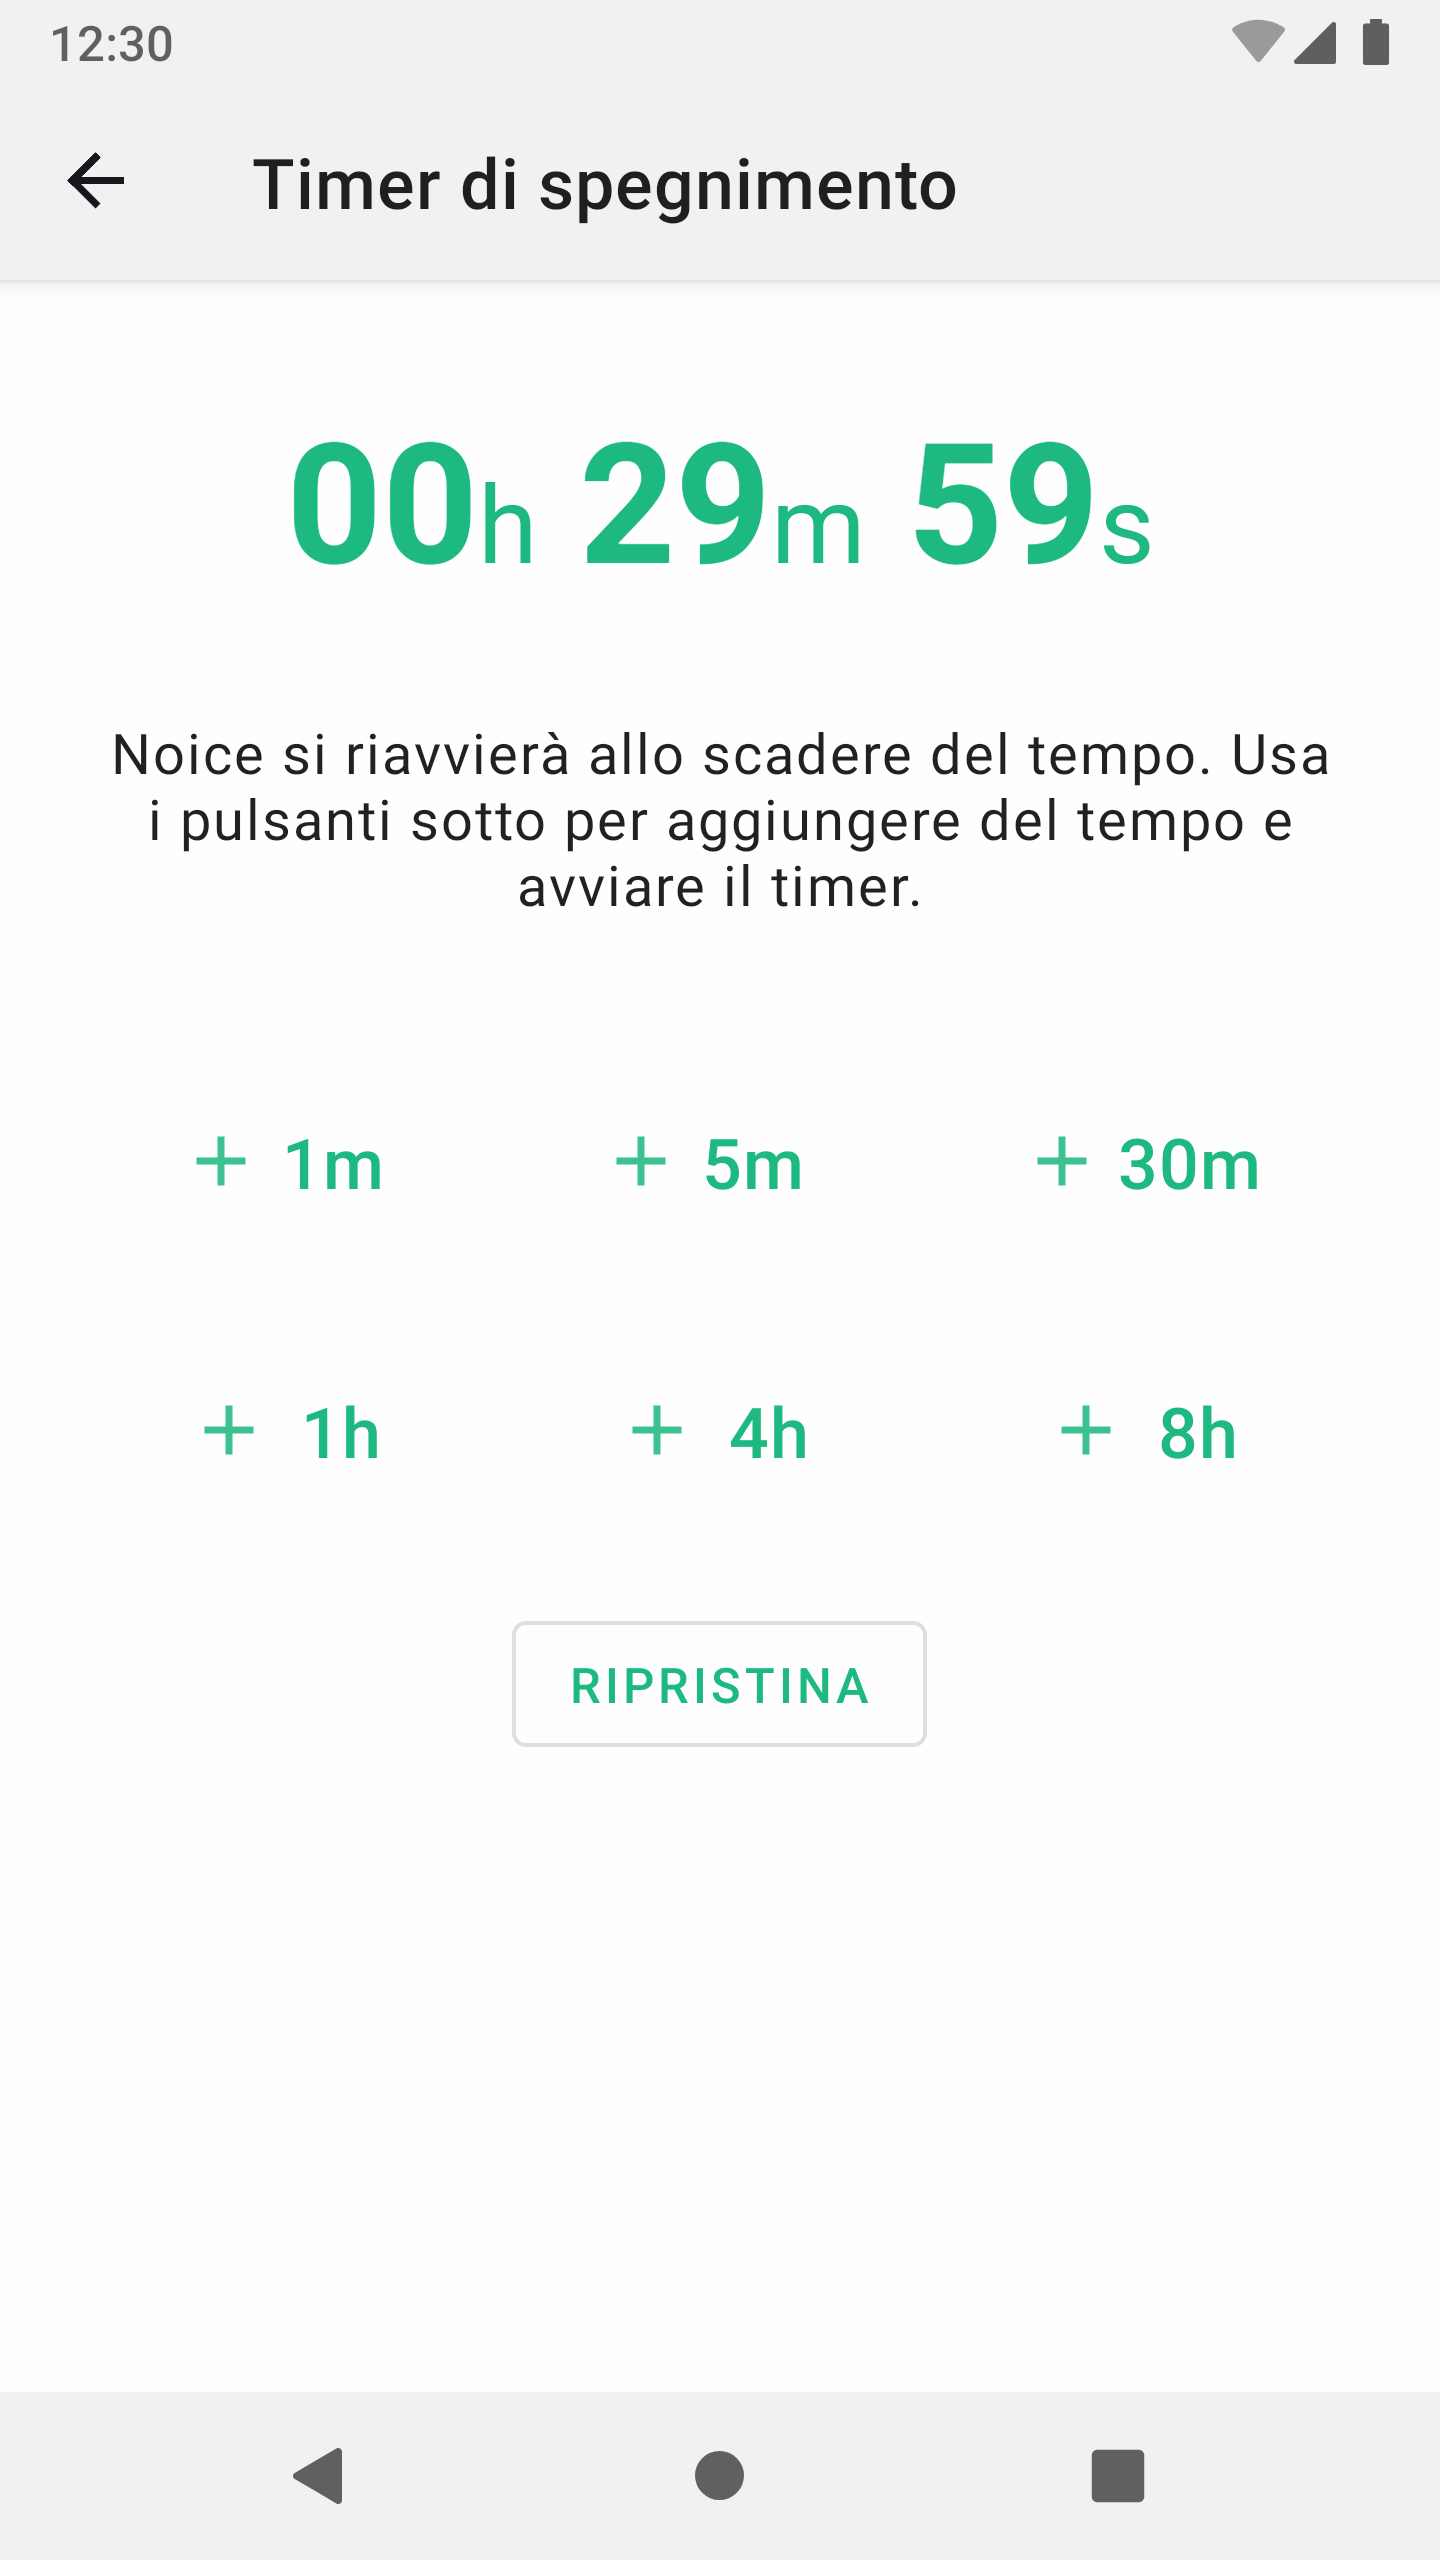 12:30
Timer di spegnimento
00h 29m 59s
Noice si riavvierà allo scadere del tempo. Usa
i pulsanti sotto per aggiungere del tempo e
avviare il timer.
+ 1m + 5m + 30m
+ 1h + 4h + 8h
RIPRISTINA